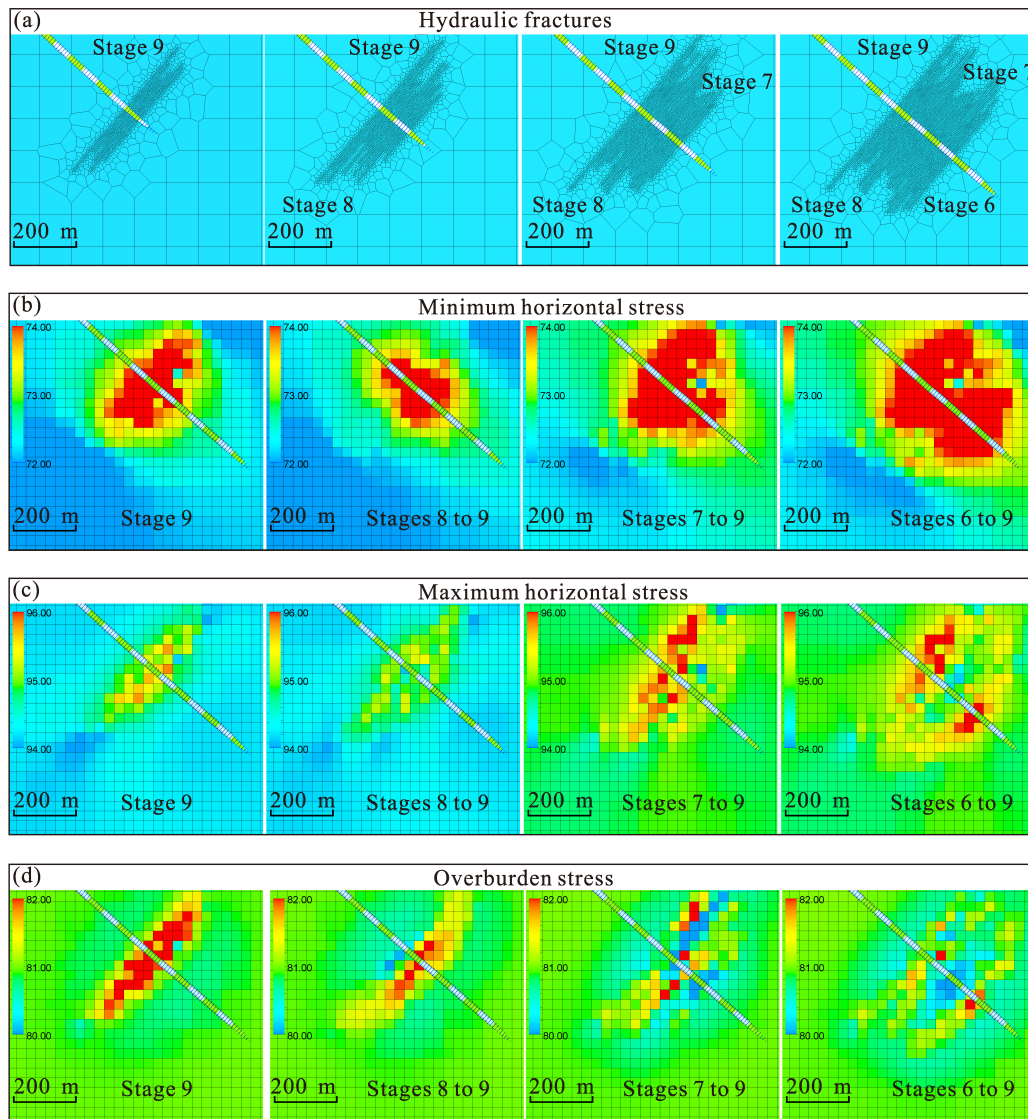 (a) Hydraulic fractures
Stage 9 Stage 9 Stage 9 Stage 9
Stage 7 Stage 7
Stage 8 Stage 8 Stage 8 Stage 6
200 m 200 m 200 m 200 m
(b) Minimum horizontal stress
74.00 74.00 74.00 74.00
73.00 73.00 73.00 73.00
72.00 72.00 72.00 72.00
200 m Stage 9 200 m Stages 8 to 9 200 m Stages 7 to 9 200 m Stages 6 to 9
(c) Maximum horizontal stress
96.00 96.00 96.00 96.00
95.00 95.00 95.00 95.00
94.00 94.00 94.00 94.00
200 m Stage 9 200 m Stages 8 to 9 200 m Stages 7 to 9 200 m Stages 6 to 9
(d) Overburden stress
82.00 82.00 82.00 82.00
81.00 81.00 81.00 81.00
80.00 80.00 80.00 80.00
200 m Stage 9 200 m Stages 8 to 9 200 m Stages 7 to 9 200 m Stages 6 to 9